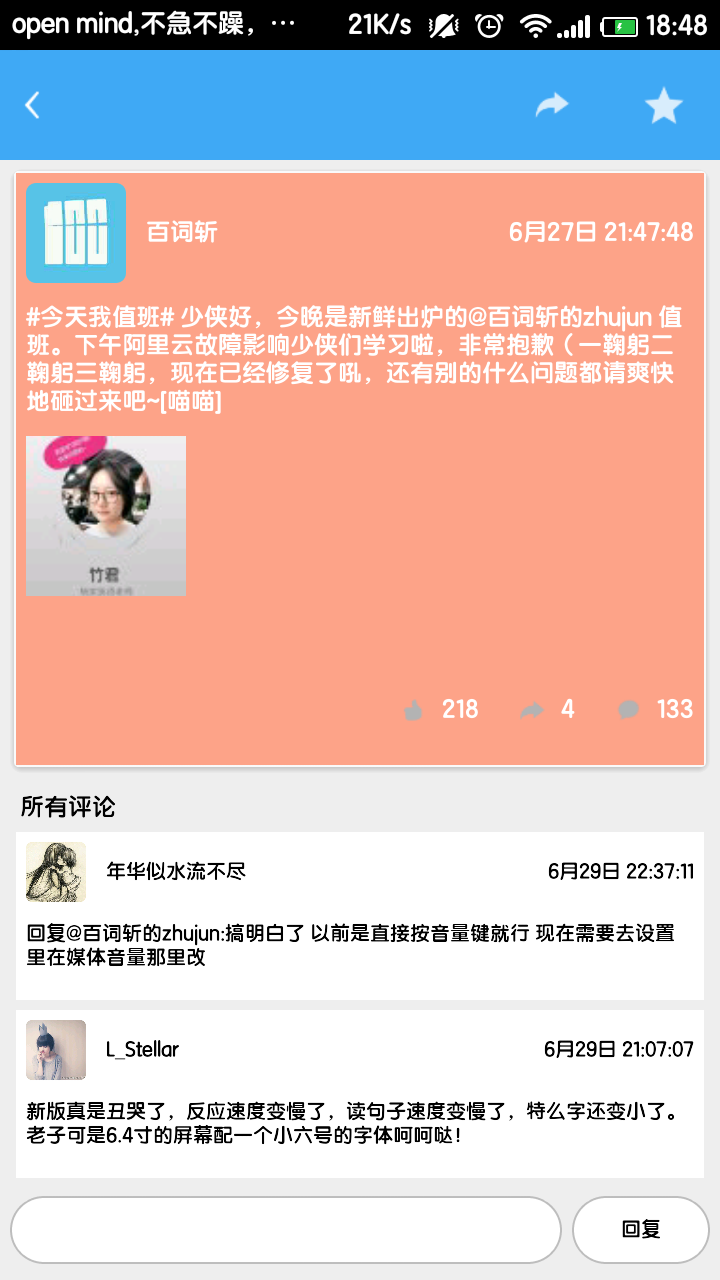 open mind,不急不躁，… 21K/s 18:48
100
百词斩 6月27日 21:47:48
#今天我值班# 少侠好，今晚是新鲜出炉的@百词斩的zhujun 值
班。下午阿里云故障影响少侠们学习啦，非常抱歉（一鞠躬二
鞠躬三鞠躬，现在已经修复了吼，还有别的什么问题都请爽快
地砸过来吧~[喵喵]
竹君
218 4 133
所有评论
年华似水流不尽 6月29日 22:37:11
回复@百词斩的zhujun:搞明白了 以前是直接按音量键就行 现在需要去设置
里在媒体音量那里改
L_Stellar 6月29日 21:07:07
新版真是丑哭了，反应速度变慢了，读句子速度变慢了，特么字还变小了。
老子可是6.4寸的屏幕配一个小六号的字体呵呵哒！
回复